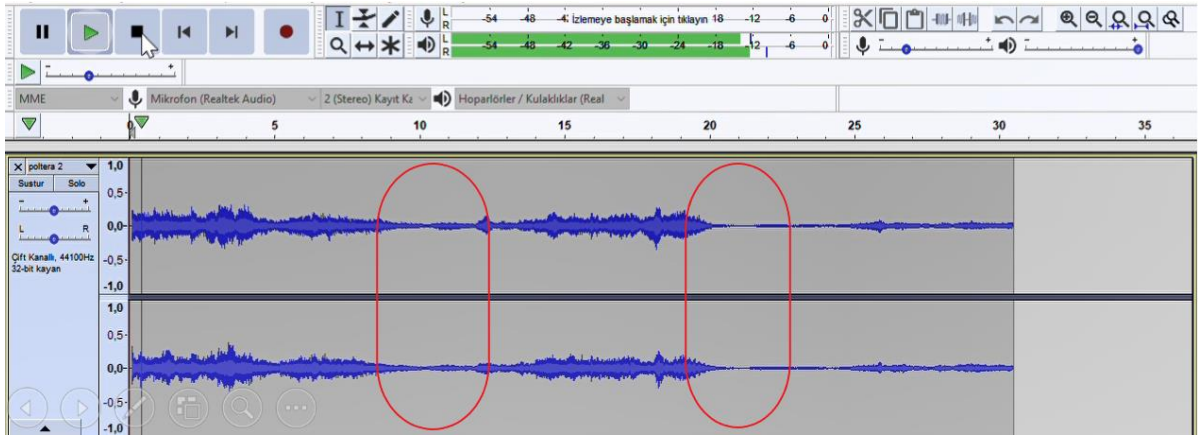 L R -54 -48 -4: İzlemeye başlamak için tıklayın 18 -12 -6 0
L R -54 -48 -42 -36 -30 -24 -18 -12 -6 0
- +
- +
- +
MME Mikrofon (Realtek Audio) 2 (Stereo) Kayıt Ka Hoparlörler / Kulaklıklar (Real
0 5 10 15 20 25 30 35
X poltera 2
Sustur Solo
- +
L R
Çift Kanallı, 44100Hz
32-bit kayan
1,0
0,5
0,0
-0,5
-1,0
1,0
0,5
0,0
-0,5
-1,0